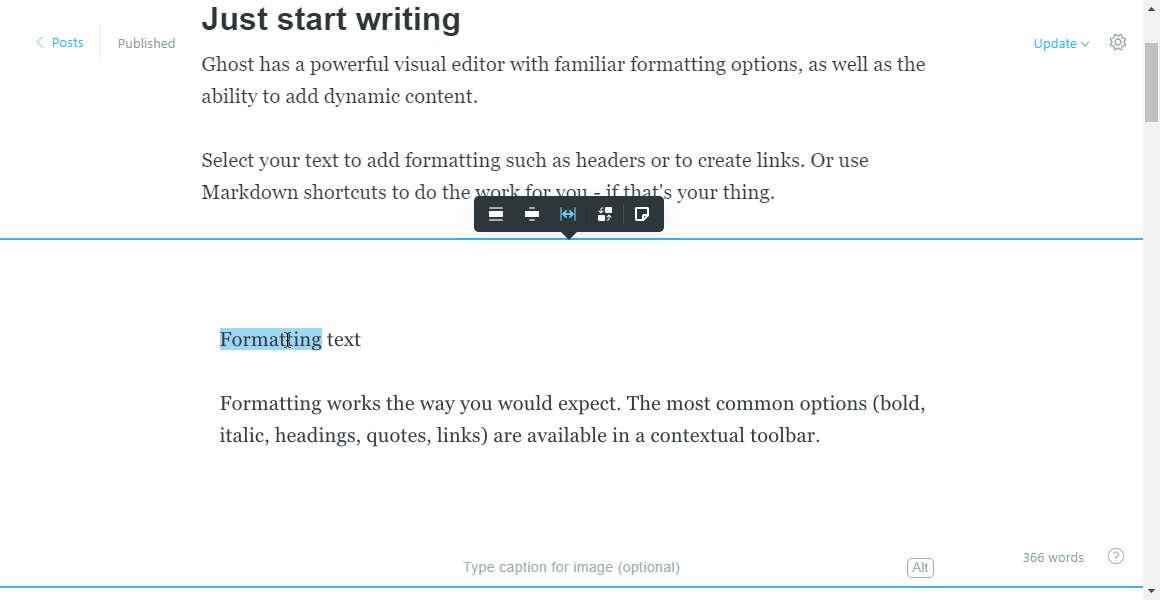 Just start writing
Posts
Published
Update
Ghost has a powerful visual editor with familiar formatting options, as well as the
ability to add dynamic content.
Select your text to add formatting such as headers or to create links. Or use
Markdown shortcuts to do the work for you - if that's your thing.
Formatting text
Formatting works the way you would expect. The most common options (bold,
italic, headings, quotes, links) are available in a contextual toolbar.
366 words
?
Type caption for image (optional)
Alt